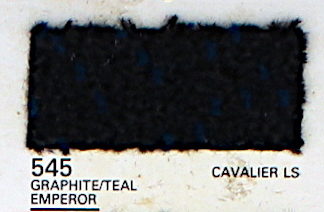 545
GRAPHITE/TEAL
EMPEROR
CAVALIER LS